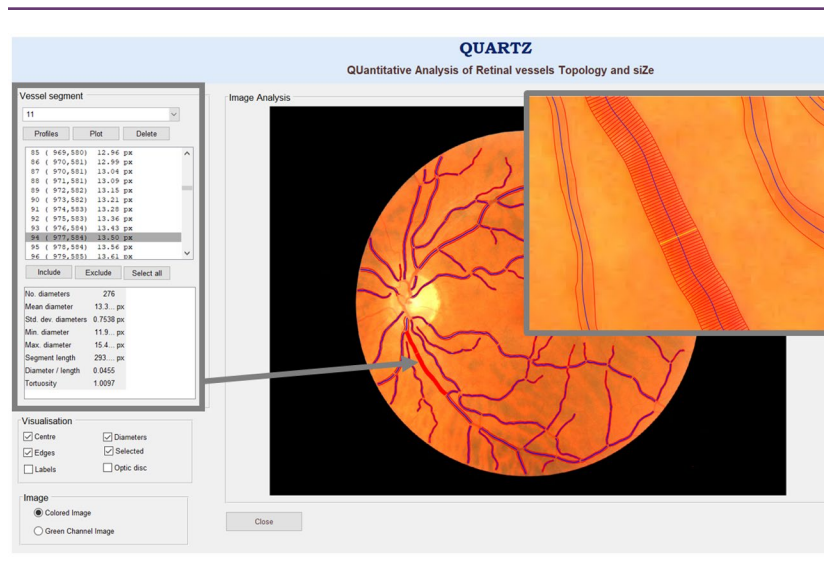 QUARTZ
QUantitative Analysis of Retinal vessels Topology and siZe
Vessel segment
11
Profiles Plot Delete
85 ( 969,580) 12.96 px
86 ( 970,581) 12.99 px
87 ( 970,581) 13.04 px
88 ( 971,581) 13.09 px
89 ( 972,582) 13.15 px
90 ( 973,582) 13.21 px
91 ( 974,583) 13.28 px
92 ( 975,583) 13.36 px
93 ( 976,584) 13.43 px
94 ( 977,584) 13.50 px
95 ( 978,584) 13.56 px
96 ( 979,585) 13.61 px
Include Exclude Select all
No. diameters 276
Mean diameter 13.3... px
Std. dev. diameters 0.7538 px
Min. diameter 11.9... px
Max. diameter 15.4... px
Segment length 293.... px
Diameter / length 0.0455
Tortuosity 1.0097
Visualisation
Centre Diameters
Edges Selected
Labels Optic disc
Image
Colored Image
Green Channel Image
Image Analysis
Close